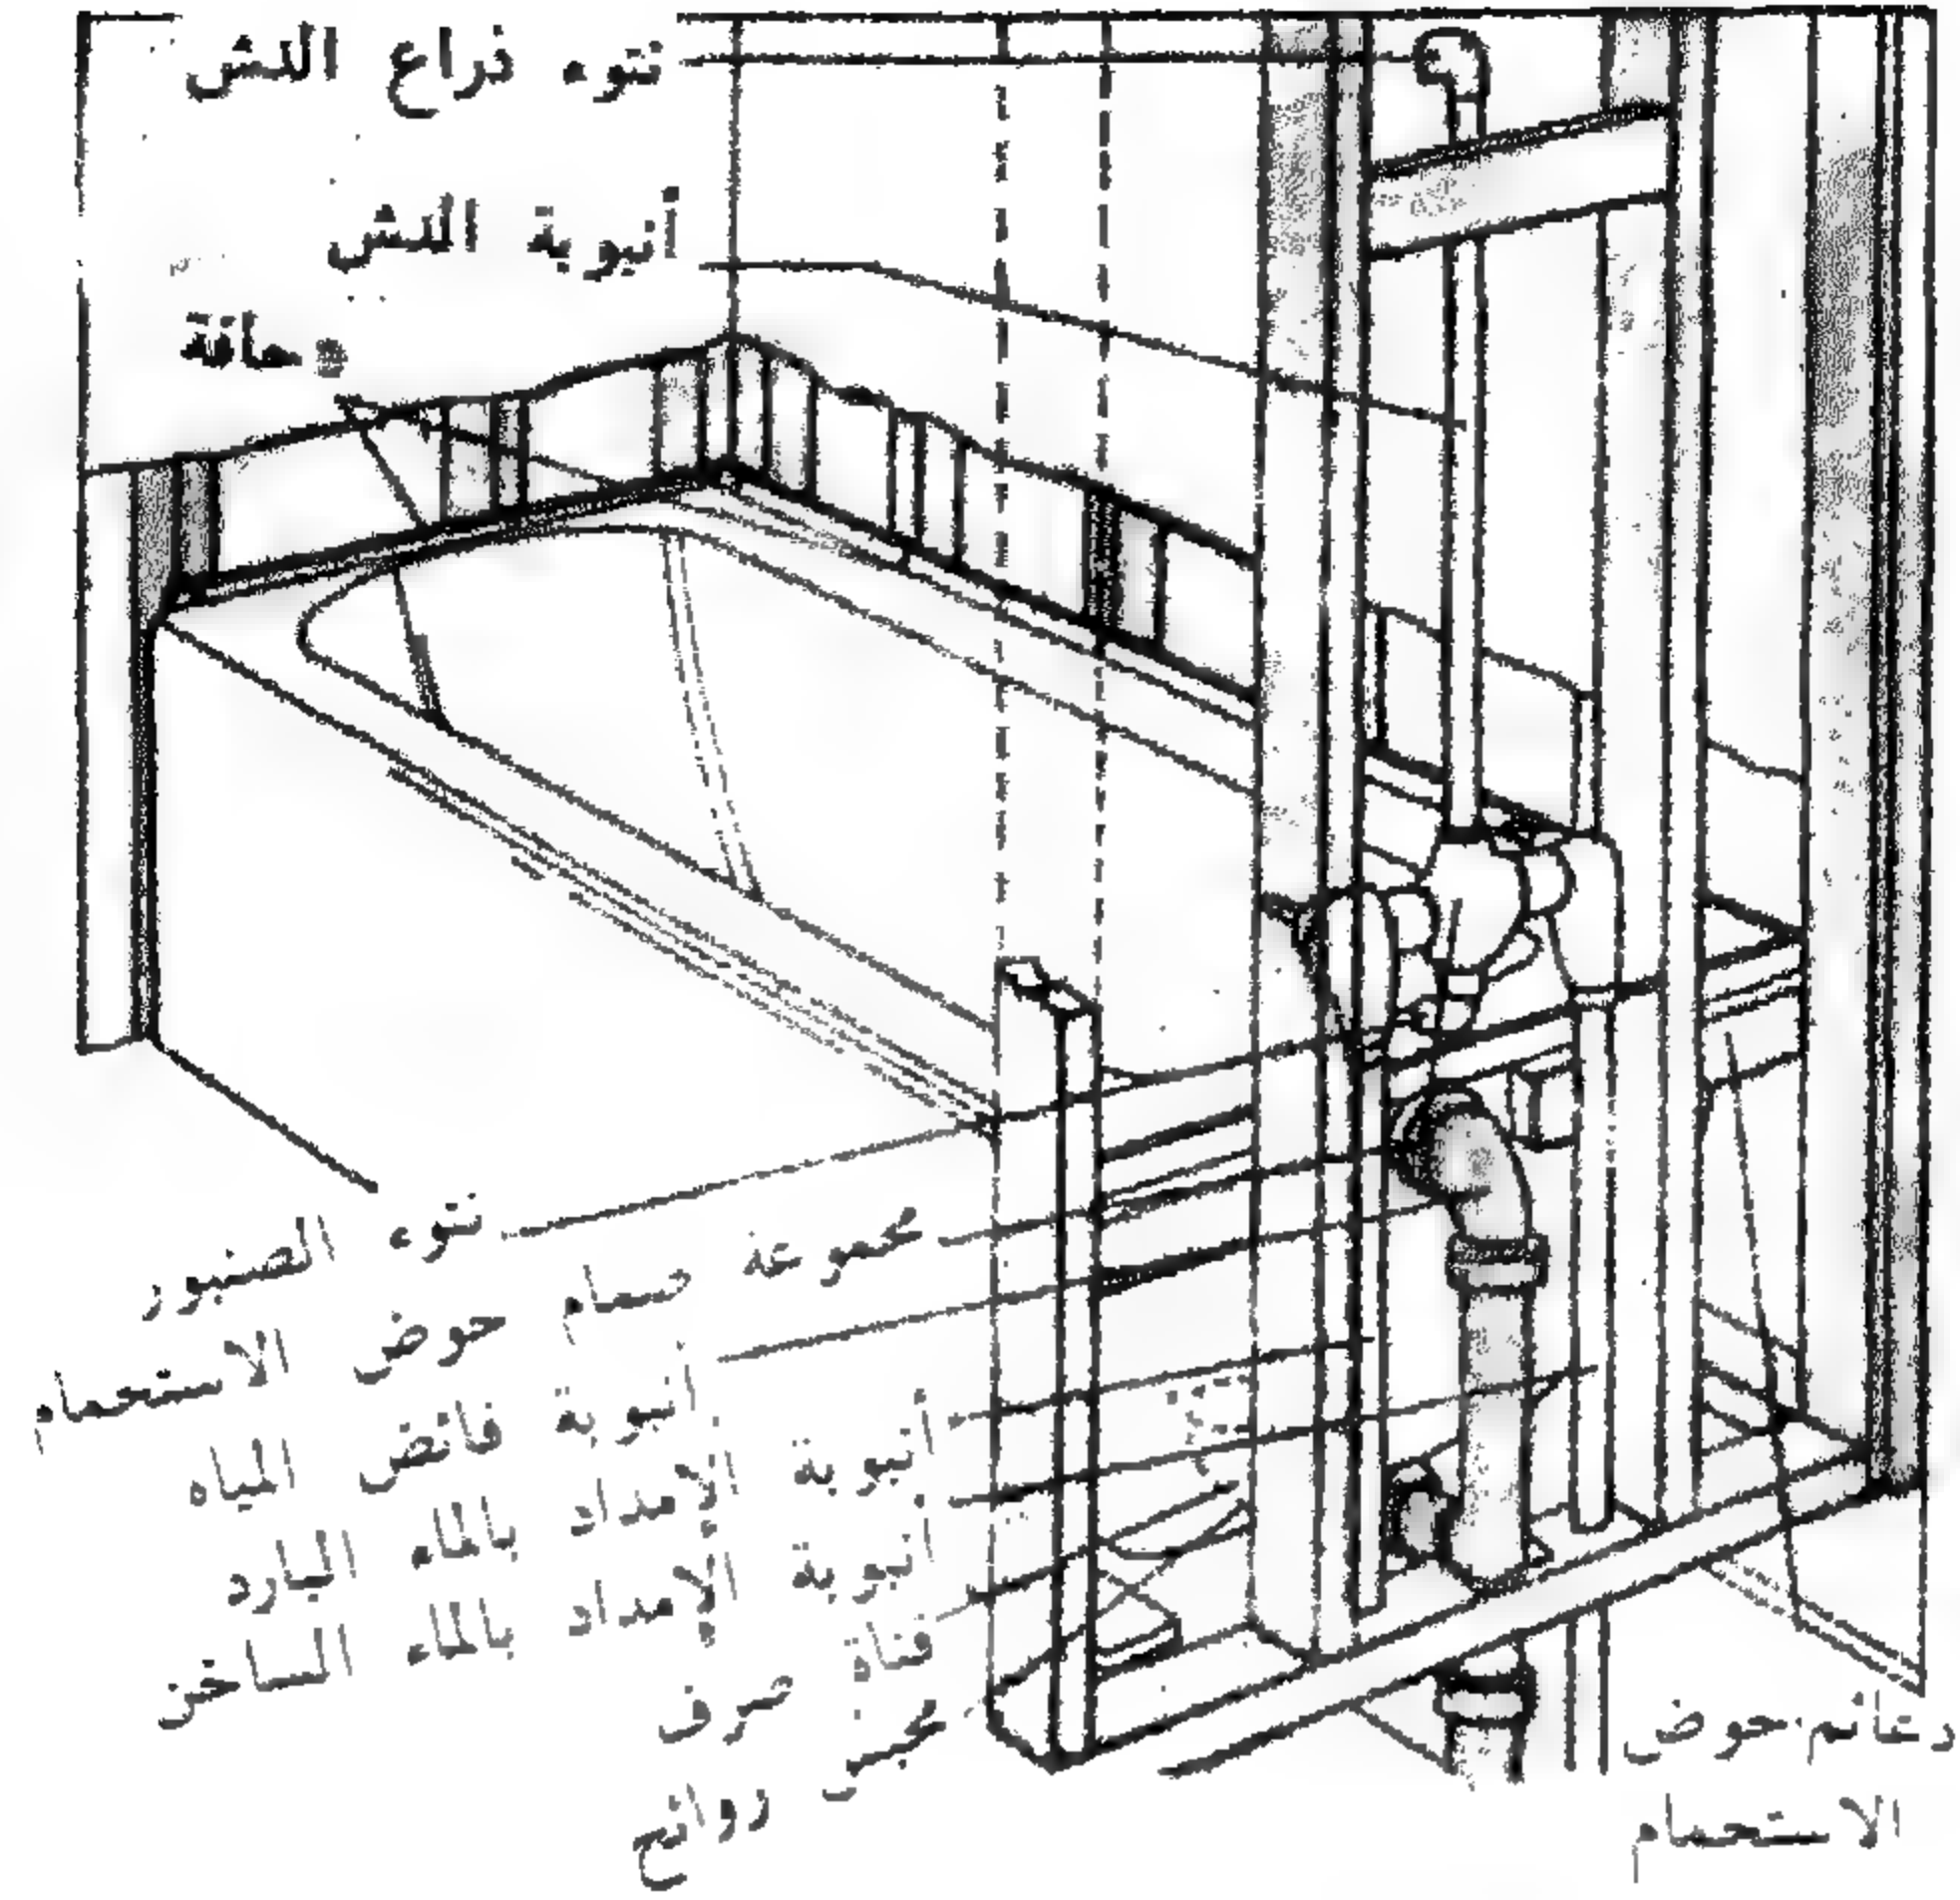 نتوء ذراع الدش
أنبوبة الدش
حافة
نتوء الصنبور
مجموعة صمام حوض الاستحمام
أنبوبة فائض المياه
أنبوبة الإمداد بالماء البارد
أنبوبة الإمداد بالماء الساخن
قناة صرف
محبس روائح
دعائم حوض
الاستحمام